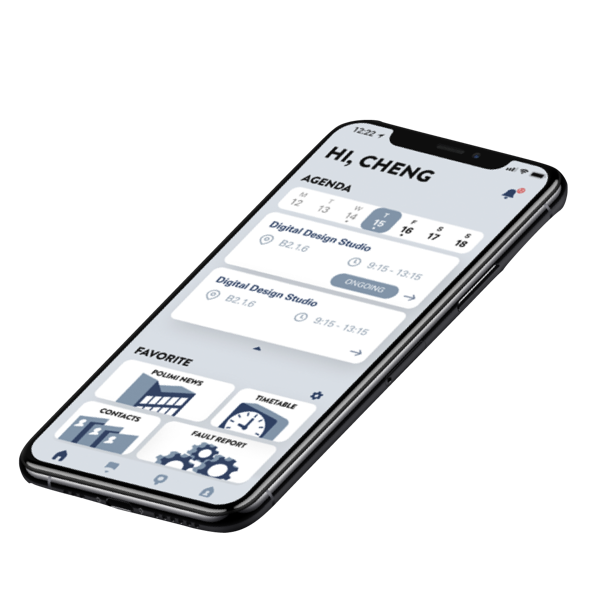 12:22
HI, CHENG
AGENDA
M T W T F S S
12 13 14 15 16 17 18
Digital Design Studio
B2.1.6
9:15 - 13:15
ONGOING
Digital Design Studio
B2.1.6
9:15 - 13:15
FAVORITE
POLIMI NEWS
TIMETABLE
CONTACTS
FAULT REPORT